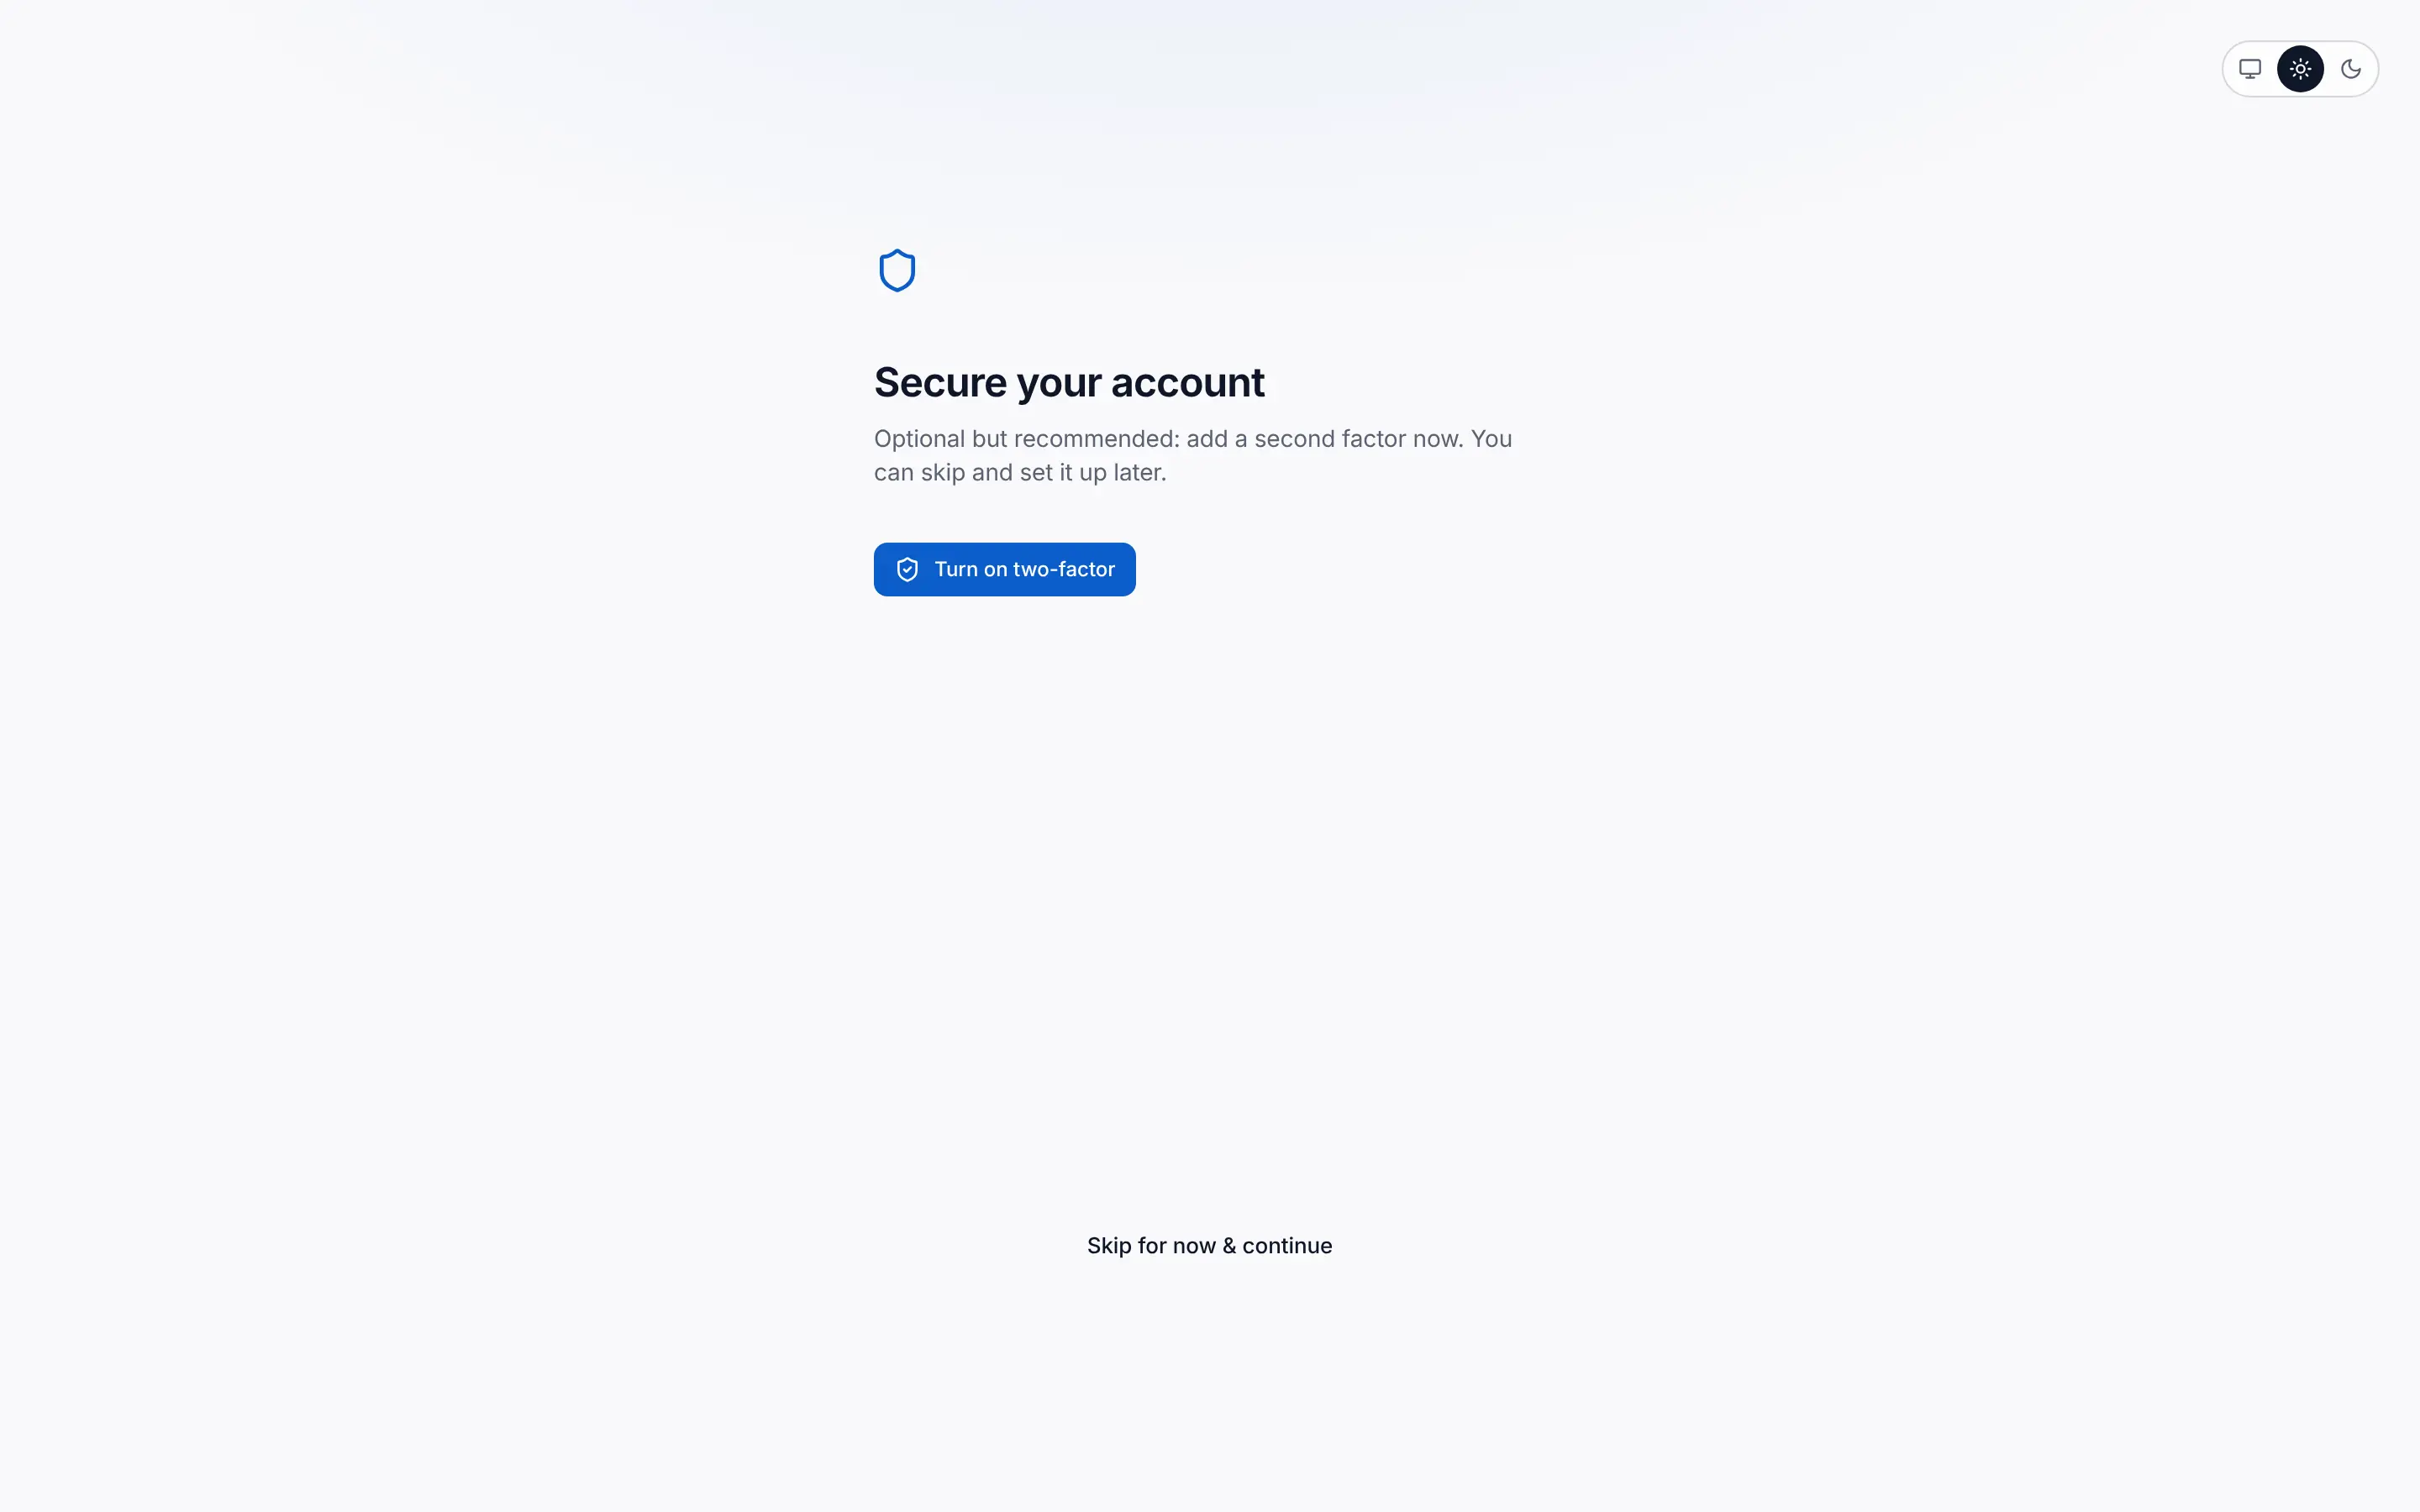 Secure your account
Optional but recommended: add a second factor now. You
can skip and set it up later.
Turn on two-factor
Skip for now & continue